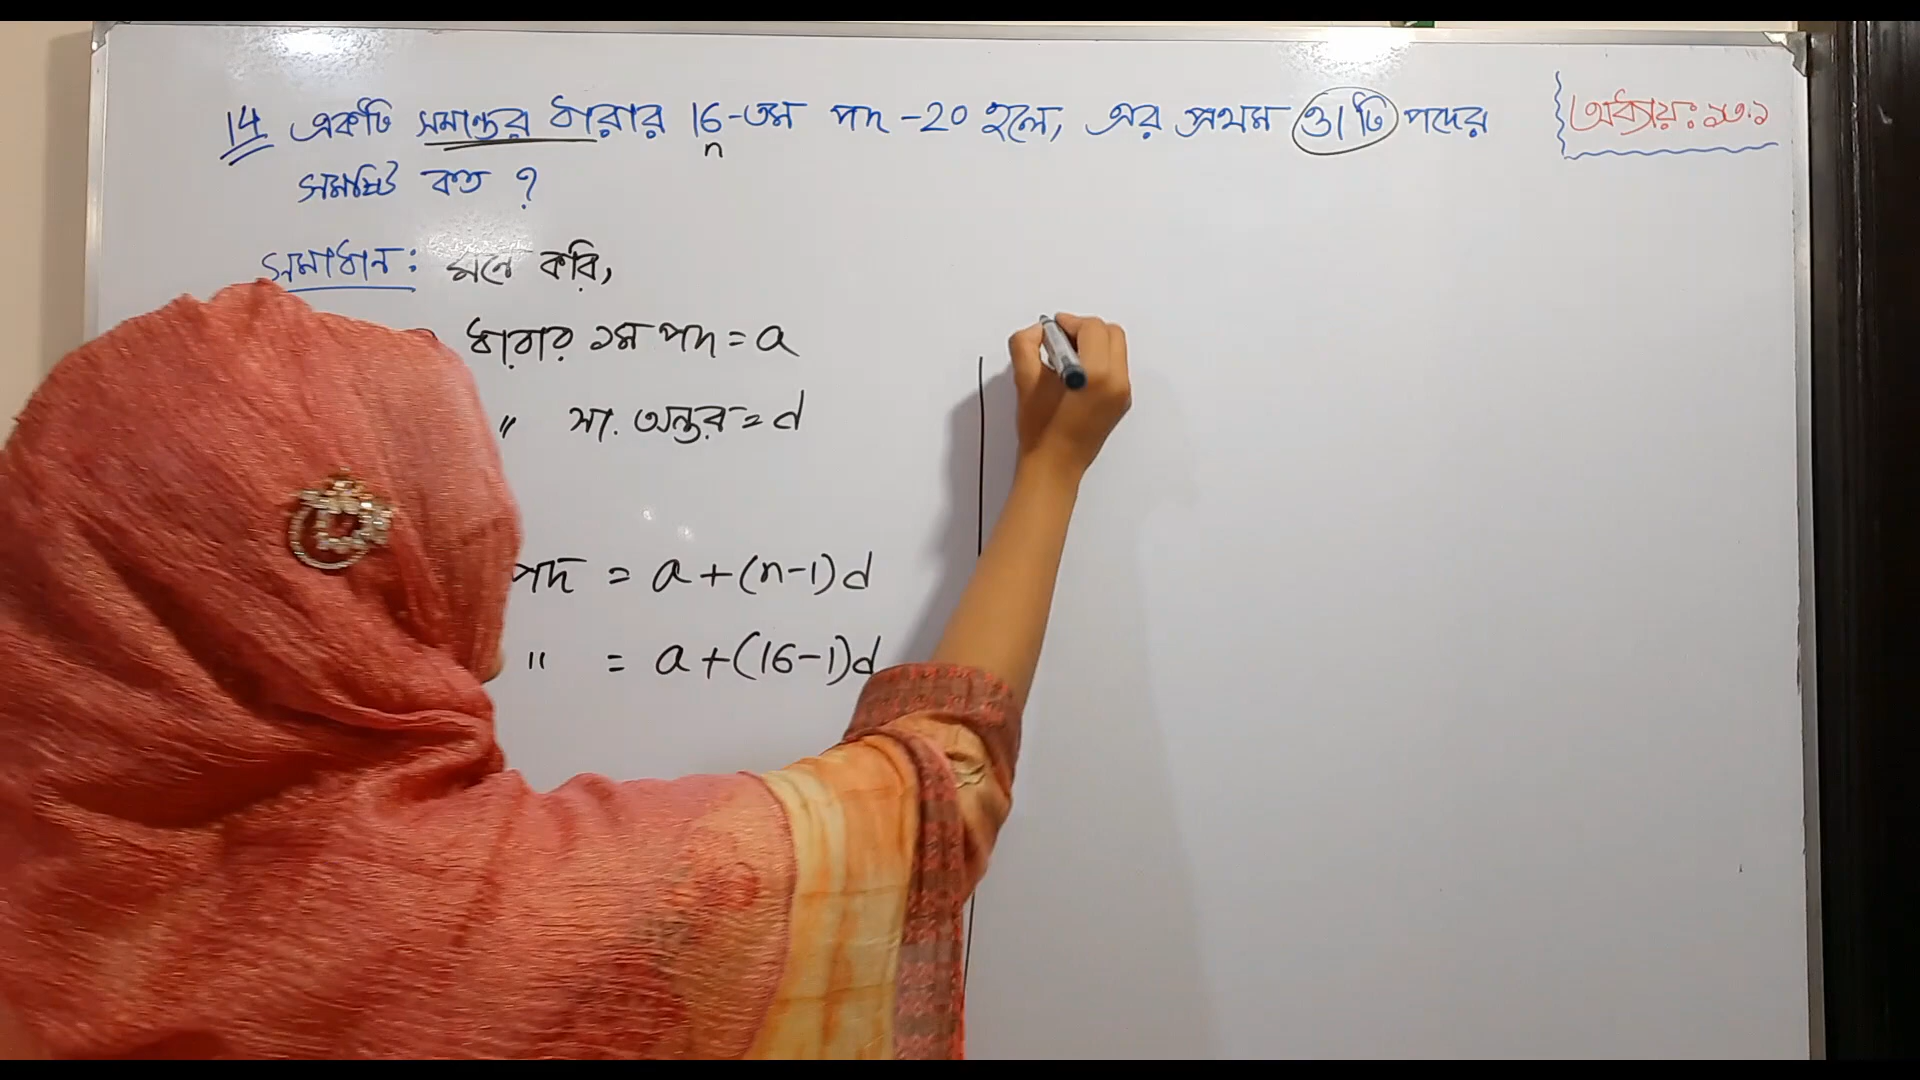 14 একটি সমান্তর ধারার 16-তম পদ -20 হলে, এর প্রথম ৩1টি পদের
n
সমষ্টি কত ?
অধ্যায়: ১৩.১
সমাধান: মনে করি,
ধারার ১ম পদ = a
" সা. অন্তর = d
পদ = a+(n-1)d
" = a+(16-1)d